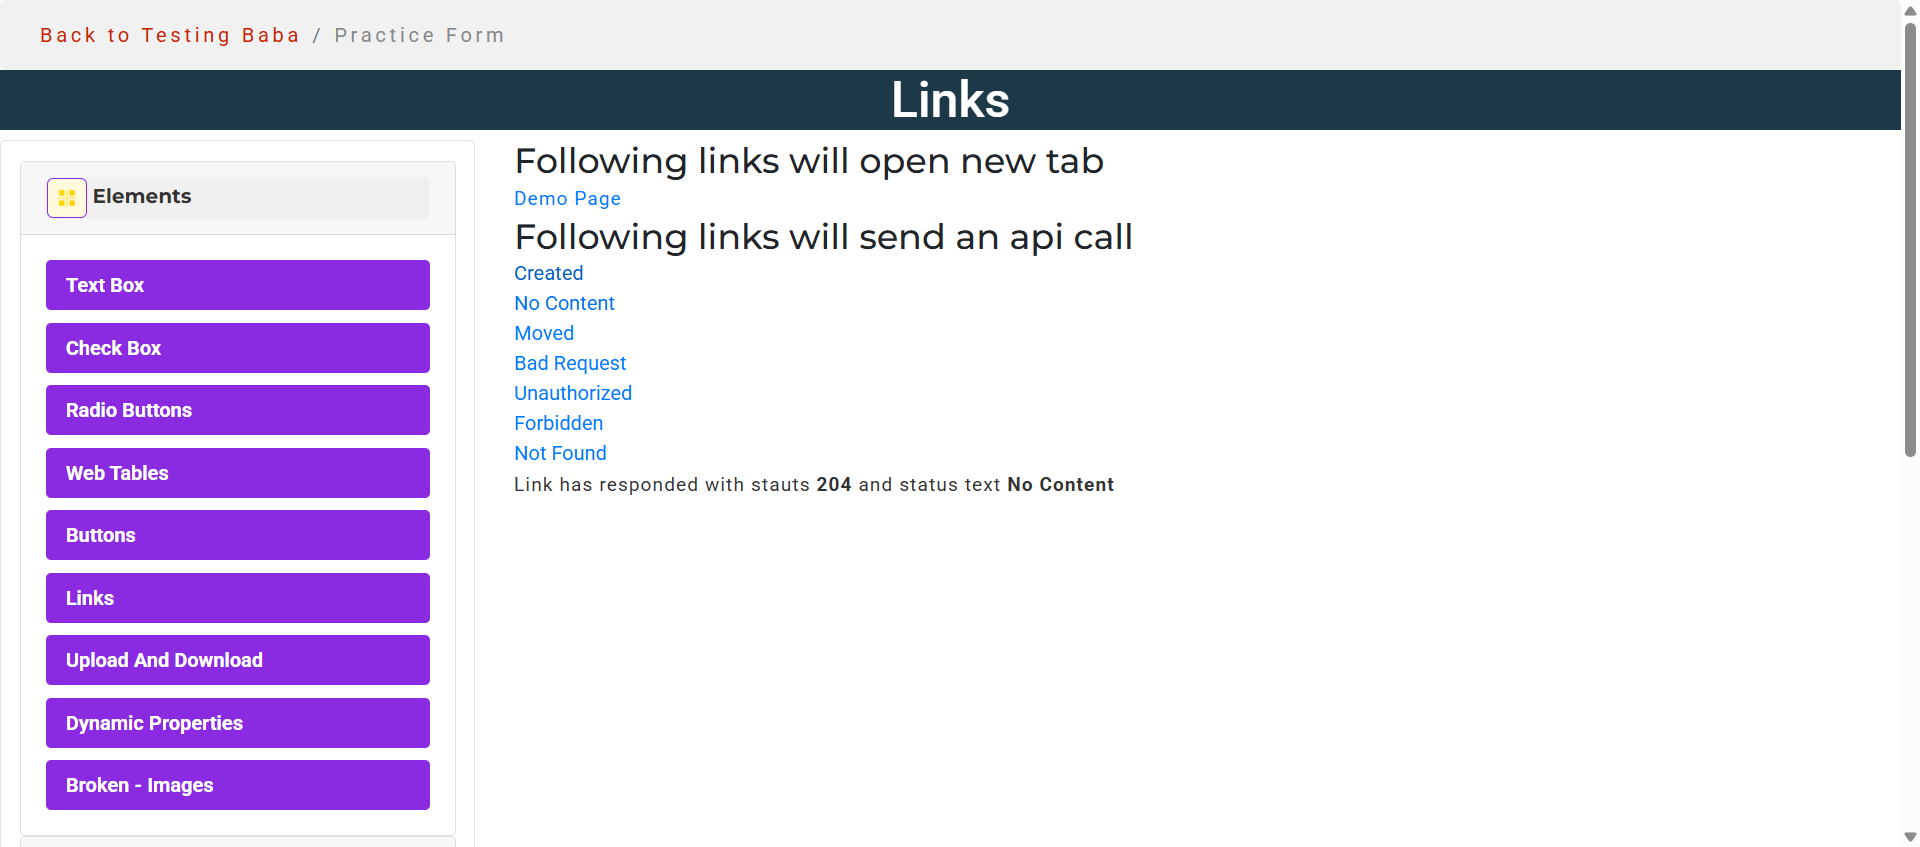 Back to Testing Baba / Practice Form
Links
Elements
Text Box
Check Box
Radio Buttons
Web Tables
Buttons
Links
Upload And Download
Dynamic Properties
Broken - Images
Following links will open new tab
Demo Page
Following links will send an api call
Created
No Content
Moved
Bad Request
Unauthorized
Forbidden
Not Found
Link has responded with stauts 204 and status text No Content